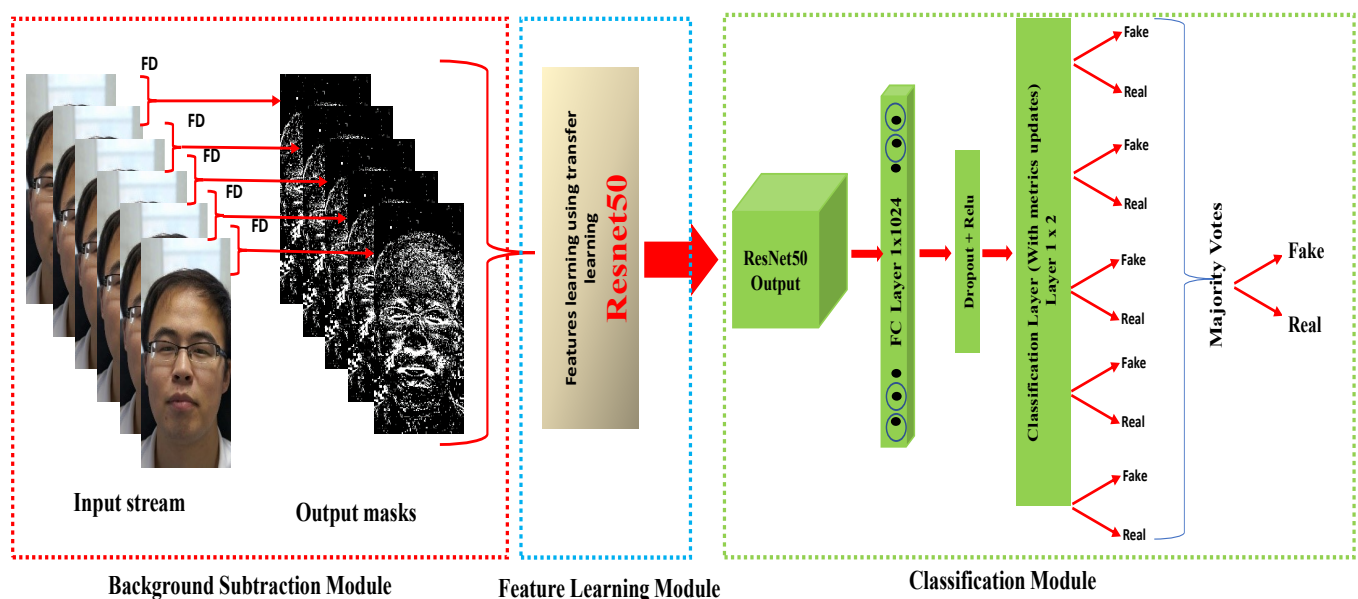 FD
FD
FD
FD
FD
Input stream
Output masks
Background Subtraction Module
Features learning using transfer
learning
Resnet50
Feature Learning Module
ResNet50
Output
FC Layer 1x1024
Dropout + Relu
Classification Layer (With metrics updates)
Layer 1 x 2
Fake
Real
Fake
Real
Fake
Real
Fake
Real
Fake
Real
Majority Votes
Fake
Real
Classification Module